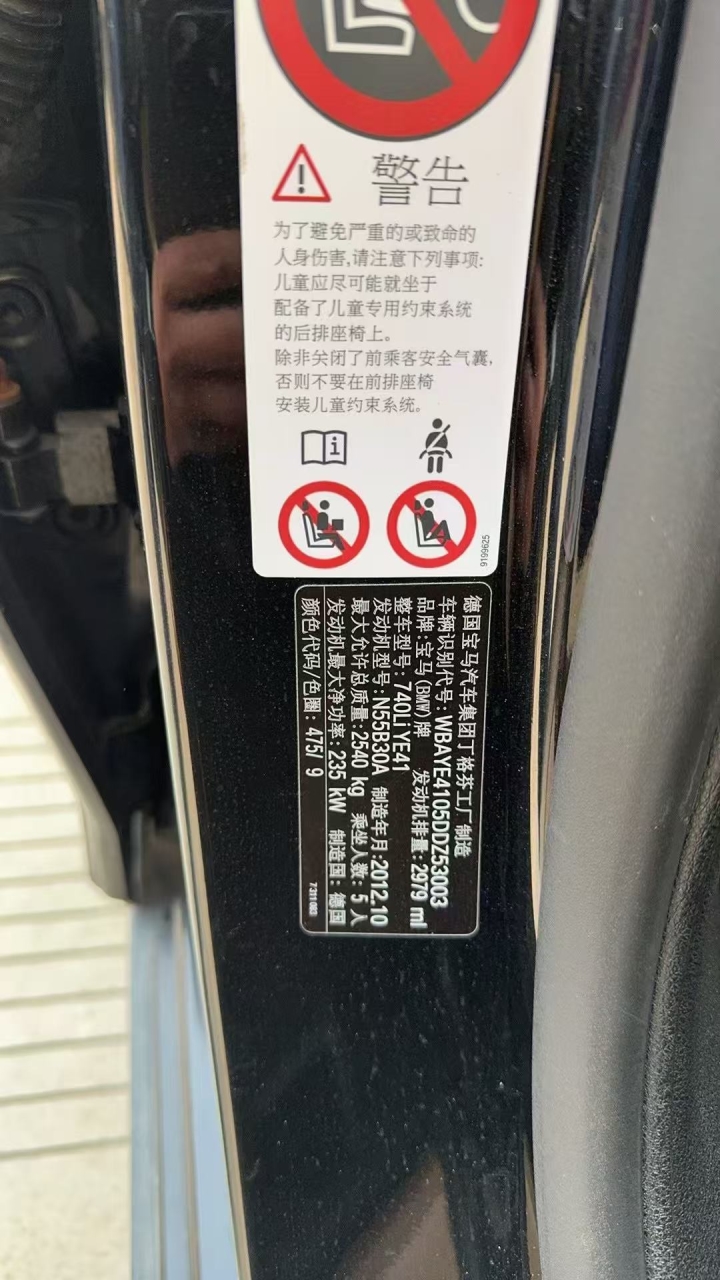 警告
为了避免严重的或致命的
人身伤害,请注意下列事项:
儿童应尽可能就坐于
配备了儿童专用约束系统
的后排座椅上。
除非关闭了前乘客安全气囊,
否则不要在前排座椅
安装儿童约束系统。
9199625
德国宝马汽车集团丁格芬工厂制造
车辆识别代号:WBAYE4105DDZ53003
品牌:宝马(BMW)牌 发动机排量:2979 ml
整车型号:740Li YE41
发动机型号:N55B30A 制造年月:2012.10
最大允许总质量:2540 kg 乘坐人数:5人
发动机最大净功率:235 kW 制造国:德国
颜色代码/色圈:475/ 9
7311083